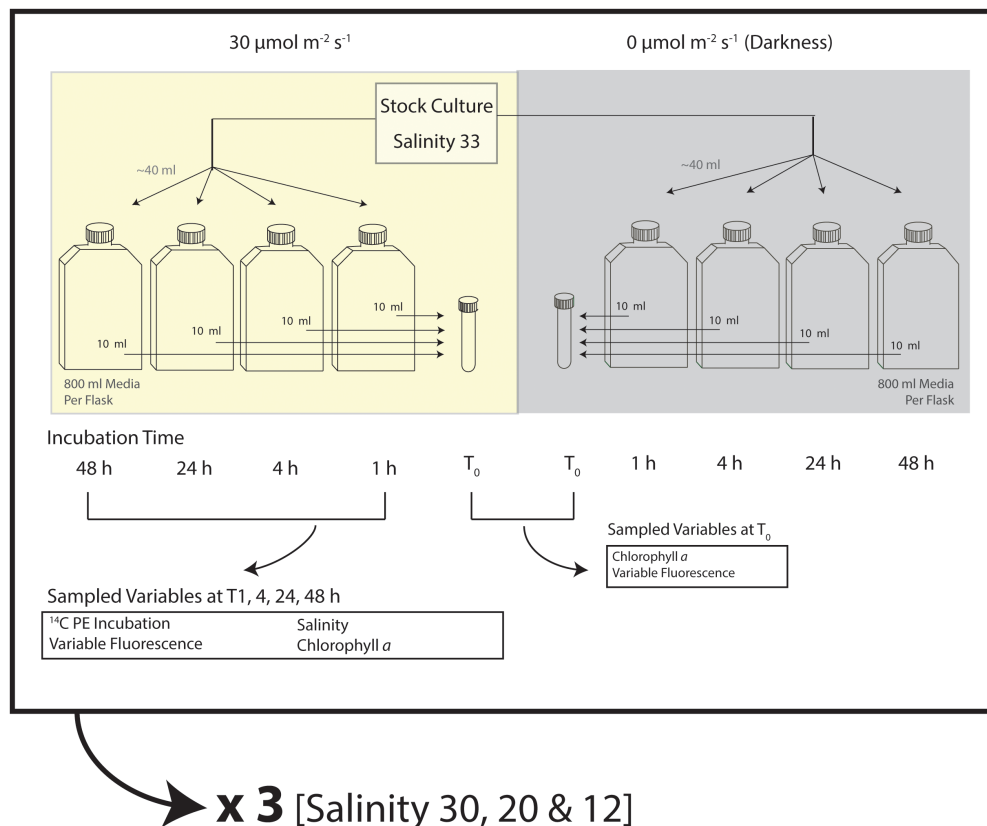 30 µmol m⁻² s⁻¹
0 µmol m⁻² s⁻¹ (Darkness)
Stock Culture
Salinity 33
~40 ml
~40 ml
10 ml
10 ml
10 ml
10 ml
10 ml
10 ml
10 ml
10 ml
800 ml Media
Per Flask
800 ml Media
Per Flask
Incubation Time
48 h 24 h 4 h 1 h T₀ T₀ 1 h 4 h 24 h 48 h
Sampled Variables at T₀
Chlorophyll a
Variable Fluorescence
Sampled Variables at T1, 4, 24, 48 h
¹⁴C PE Incubation Salinity
Variable Fluorescence Chlorophyll a
x 3 [Salinity 30, 20 & 12]